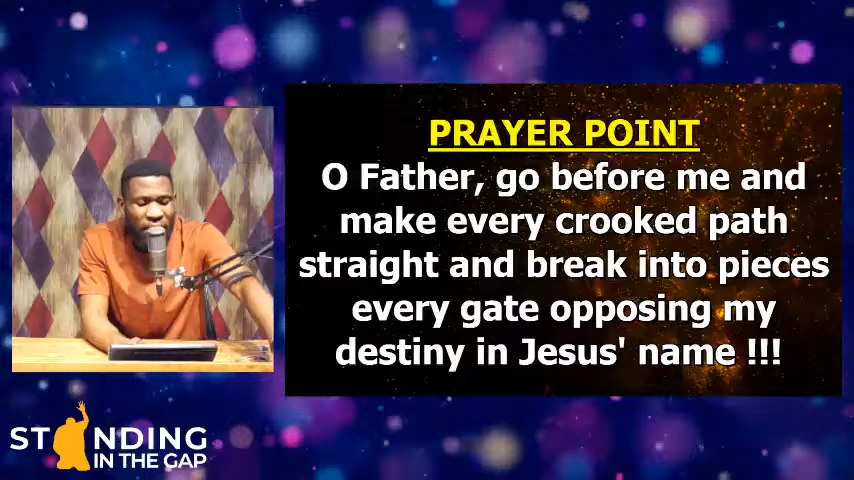 PRAYER POINT
O Father, go before me and
make every crooked path
straight and break into pieces
every gate opposing my
destiny in Jesus' name !!!
STANDING
IN THE GAP